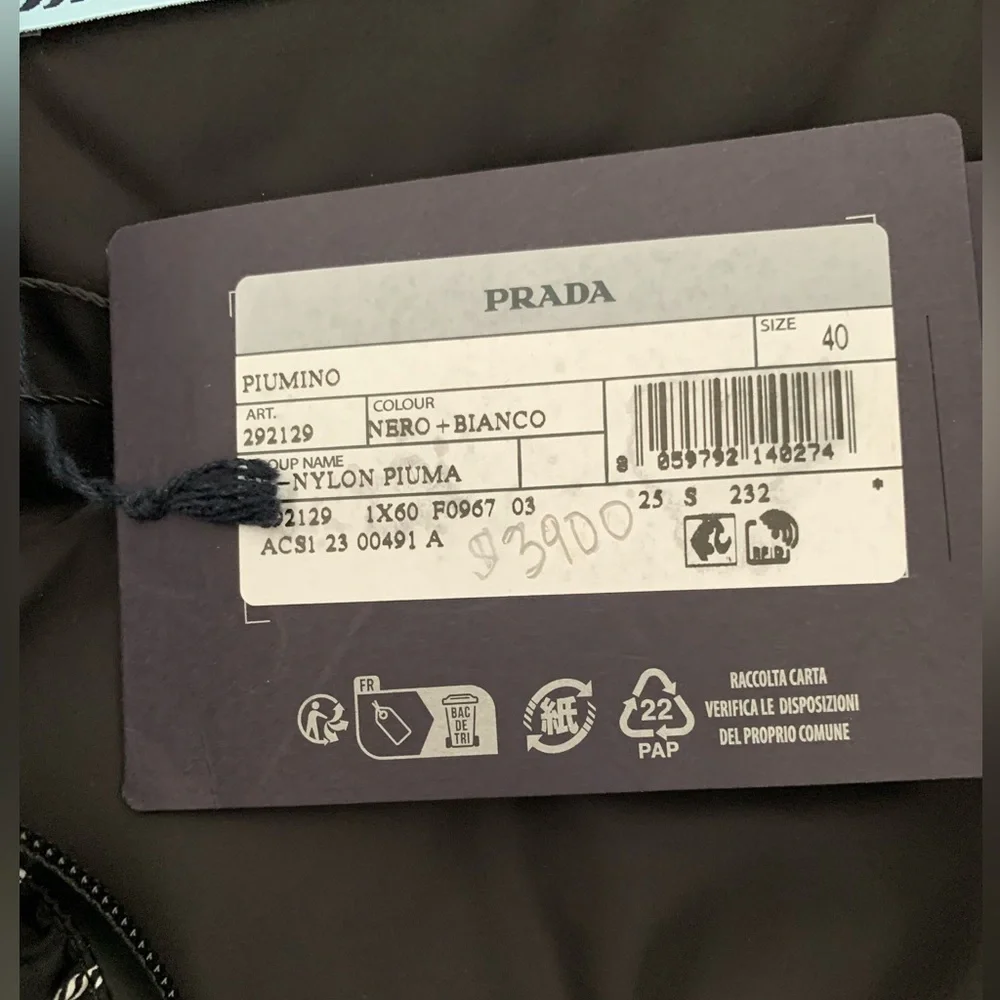 PRADA
SIZE 40
PIUMINO
ART. 292129
COLOUR NERO+BIANCO
NYLON PIUMA
8 059792 140274
1X60 F0967 03 25 S 232 *
ACS1 23 00491 A
$3900
RFID
FR
BAC
DE
TRI
紙
22
PAP
RACCOLTA CARTA
VERIFICA LE DISPOSIZIONI
DEL PROPRIO COMUNE